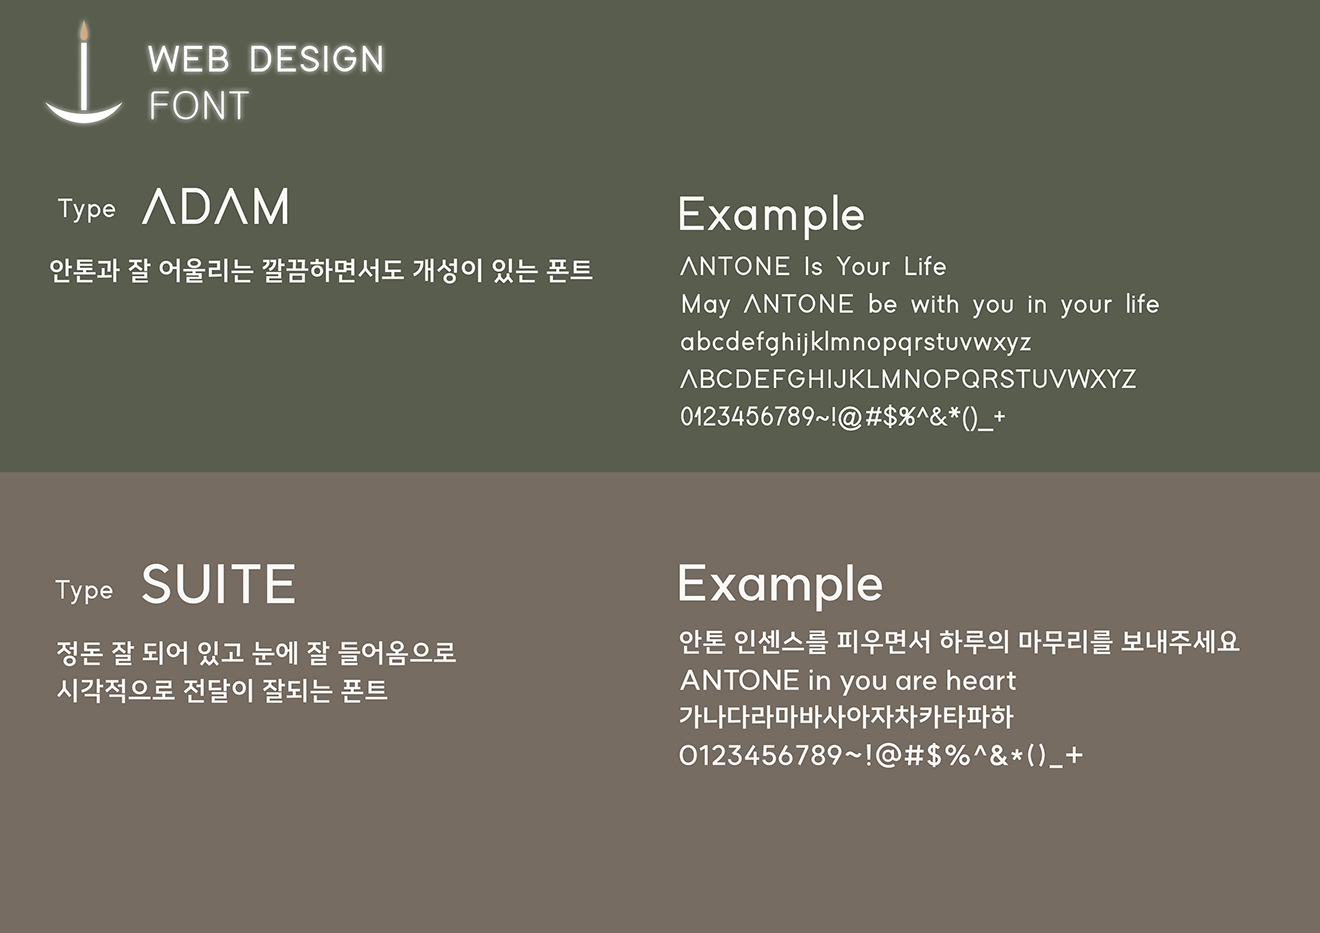 WEB DESIGN
FONT
Type ADAM
안톤과 잘 어울리는 깔끔하면서도 개성이 있는 폰트
Example
ANTONE Is Your Life
May ANTONE be with you in your life
abcdefghijklmnopqrstuvwxyz
ABCDEFGHIJKLMNOPQRSTUVWXYZ
0123456789~!@#$%^&*()_+
Type SUITE
정돈 잘 되어 있고 눈에 잘 들어옴으로
시각적으로 전달이 잘되는 폰트
Example
안톤 인센스를 피우면서 하루의 마무리를 보내주세요
ANTONE in you are heart
가나다라마바사아자차카타파하
0123456789~!@#$%^&*()_+